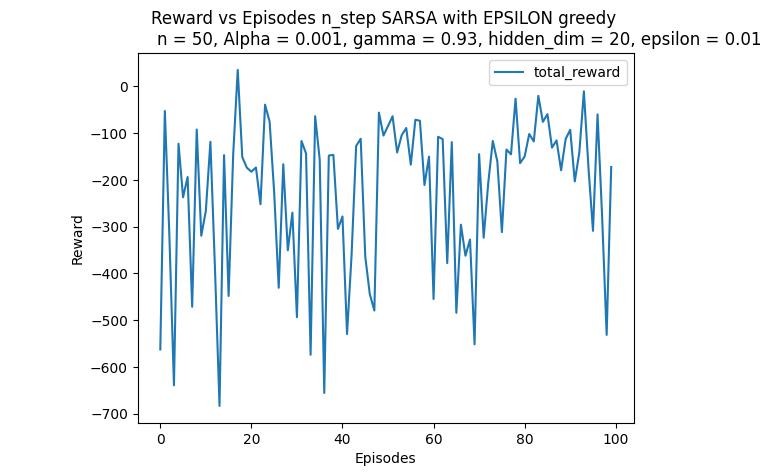 Reward vs Episodes n_step SARSA with EPSILON greedy
n = 50, Alpha = 0.001, gamma = 0.93, hidden_dim = 20, epsilon = 0.01
total_reward
0
−100
−200
−300
−400
−500
−600
−700
Reward
0 20 40 60 80 100
Episodes